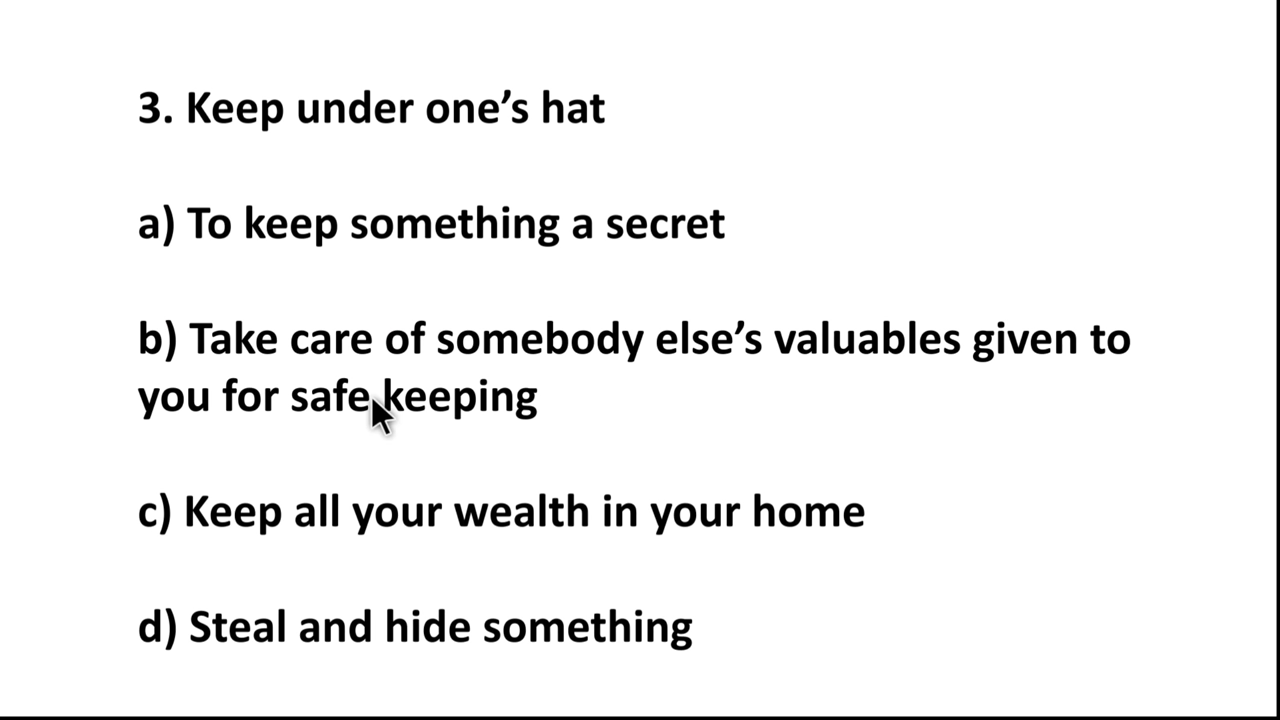 3. Keep under one’s hat
a) To keep something a secret
b) Take care of somebody else’s valuables given to
you for safe keeping
c) Keep all your wealth in your home
d) Steal and hide something